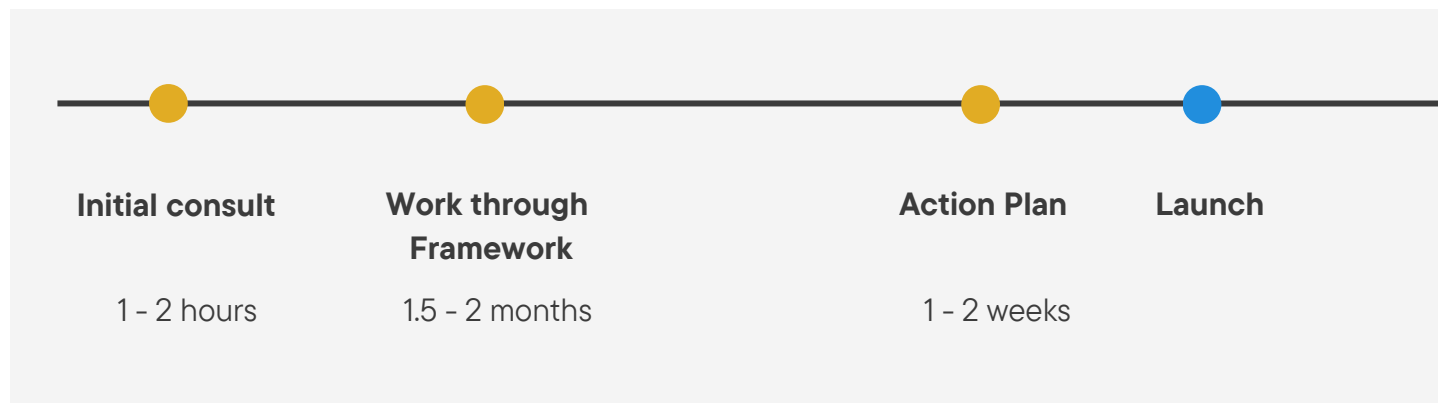 Initial consult
1 - 2 hours
Work through
Framework
1.5 - 2 months
Action Plan
1 - 2 weeks
Launch